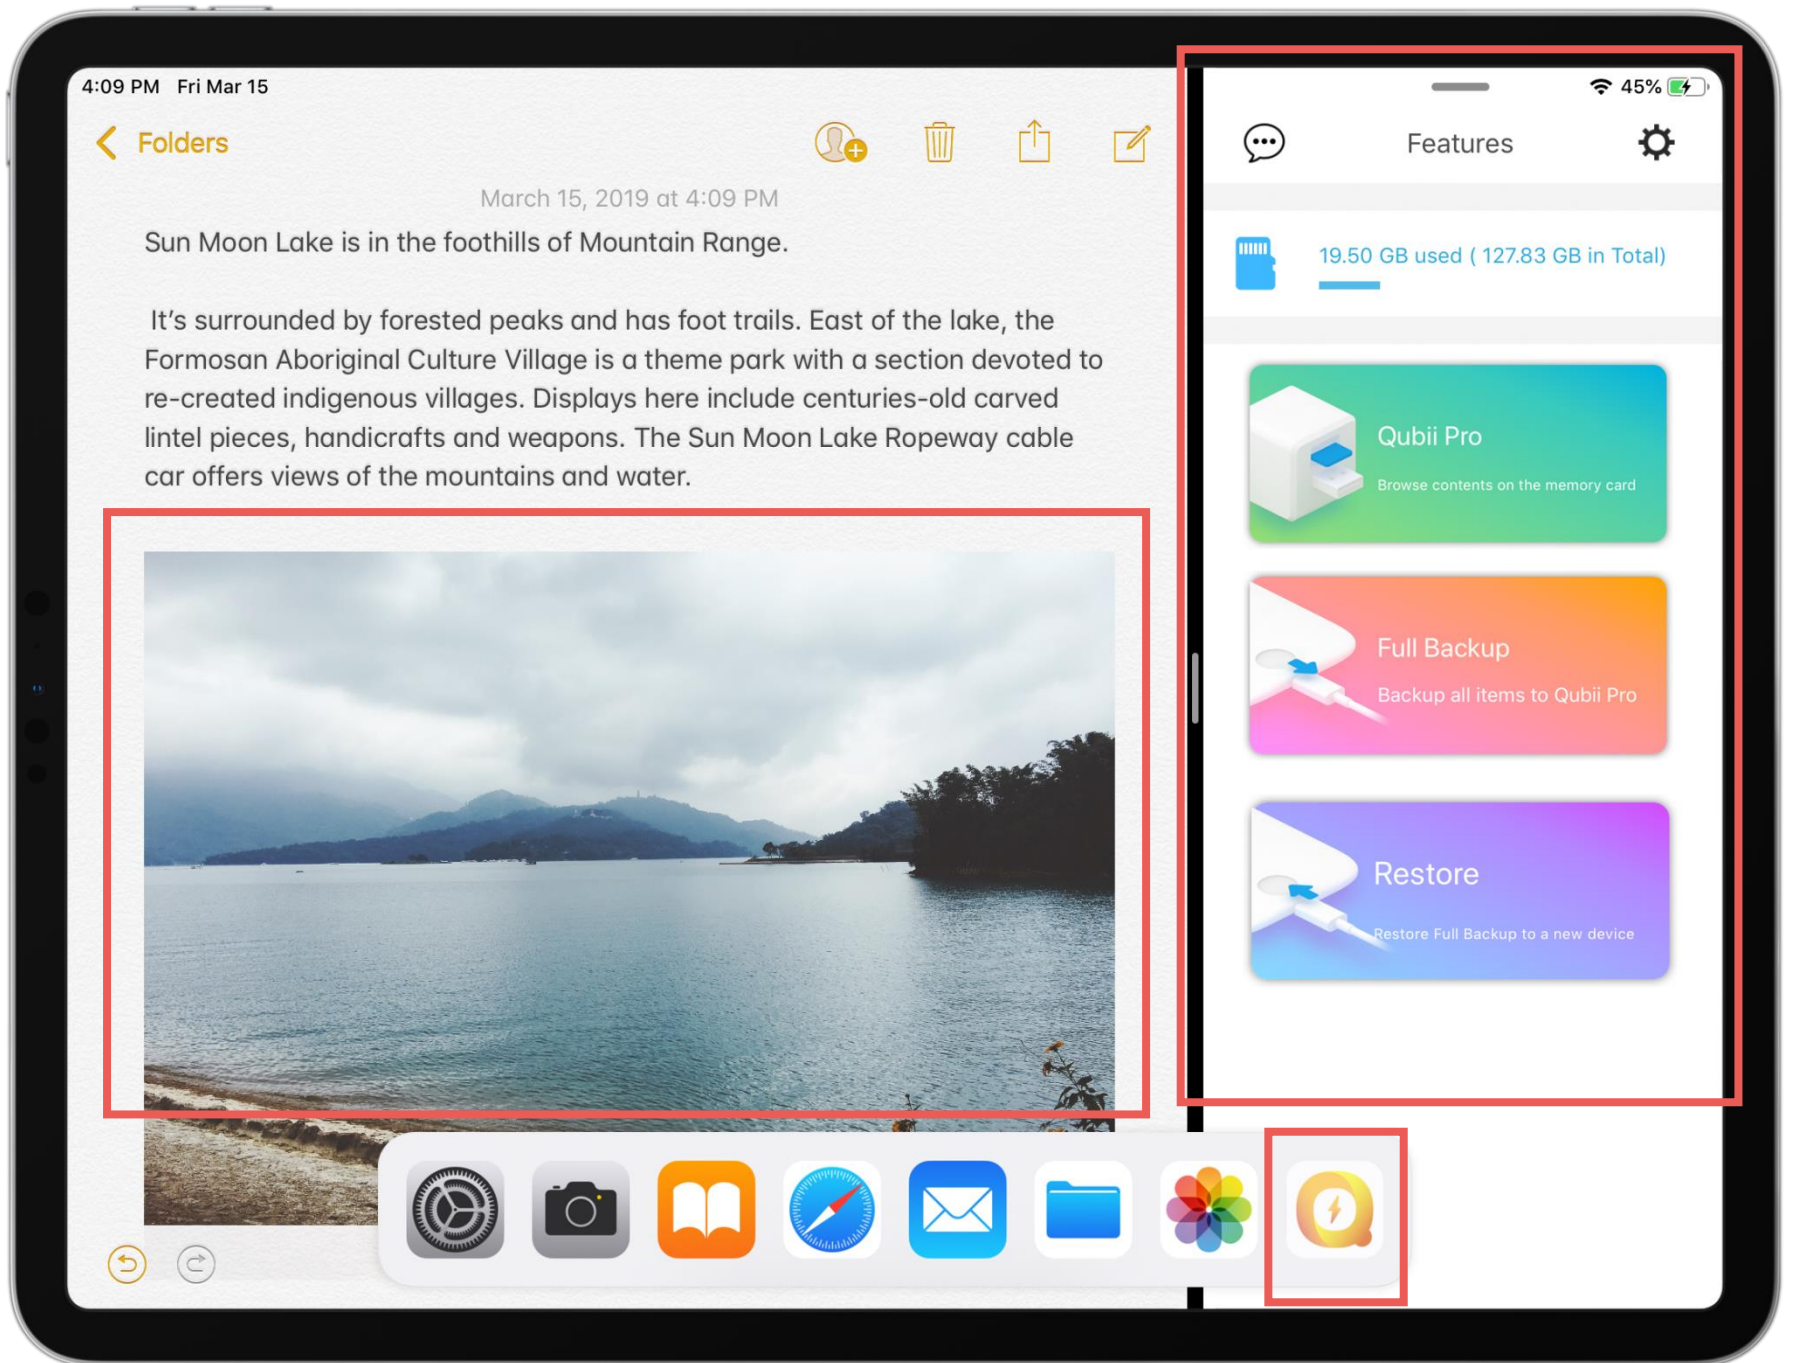 4:09 PM Fri Mar 15
Folders
March 15, 2019 at 4:09 PM
Sun Moon Lake is in the foothills of Mountain Range.
It's surrounded by forested peaks and has foot trails. East of the lake, the
Formosan Aboriginal Culture Village is a theme park with a section devoted to
re-created indigenous villages. Displays here include centuries-old carved
lintel pieces, handicrafts and weapons. The Sun Moon Lake Ropeway cable
car offers views of the mountains and water.
45%
Features
19.50 GB used ( 127.83 GB in Total)
Qubii Pro
Browse contents on the memory card
Full Backup
Backup all items to Qubii Pro
Restore
Restore Full Backup to a new device